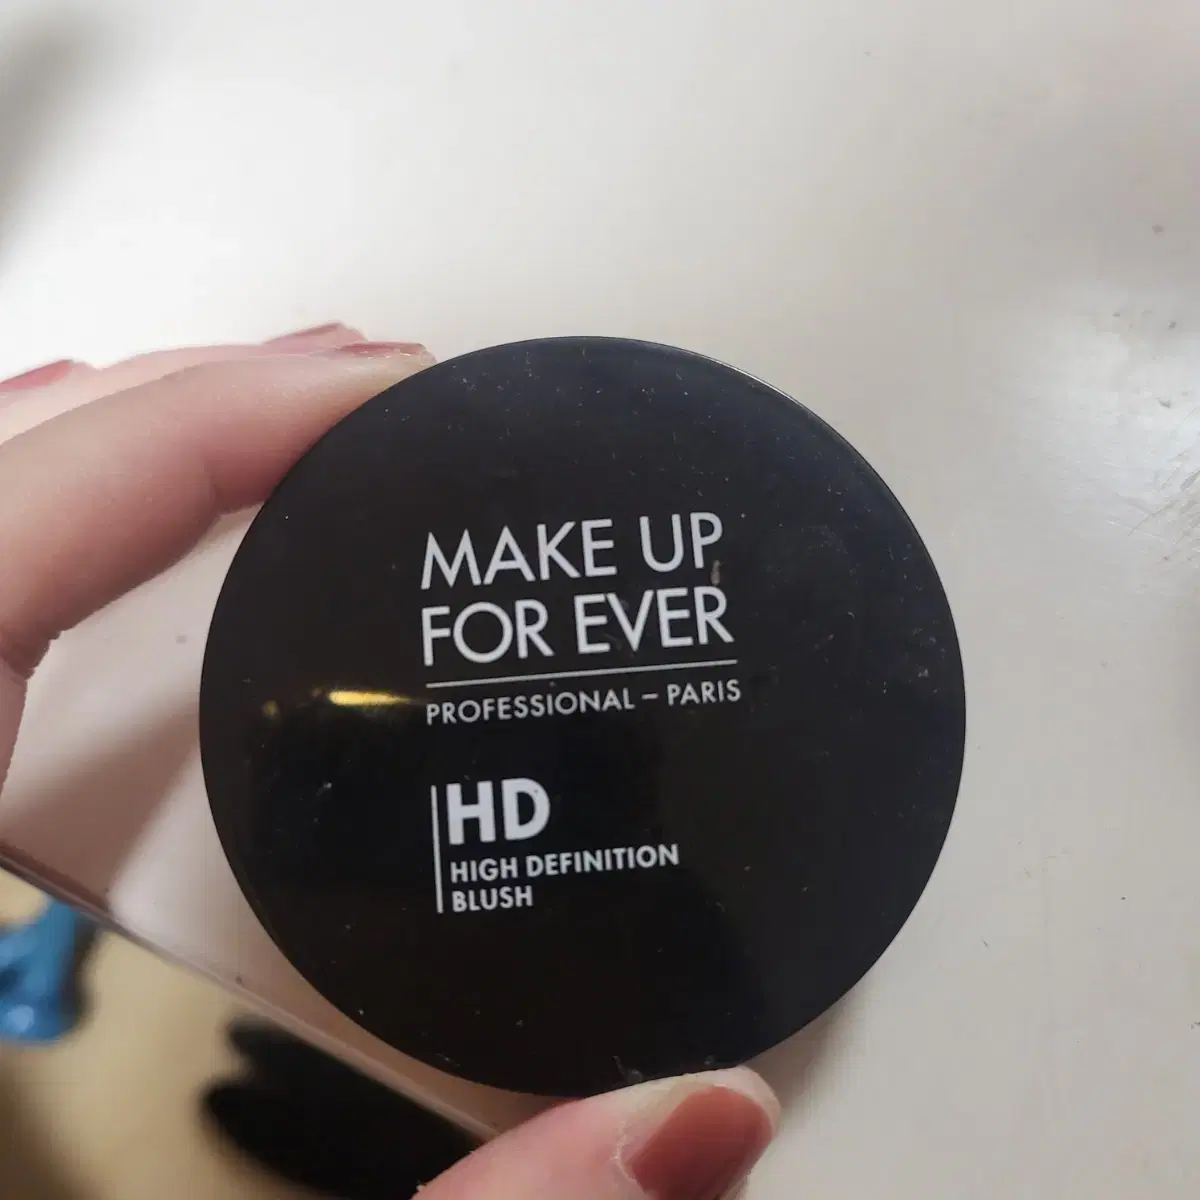 MAKE UP
FOR EVER
PROFESSIONAL – PARIS
HD
HIGH DEFINITION
BLUSH